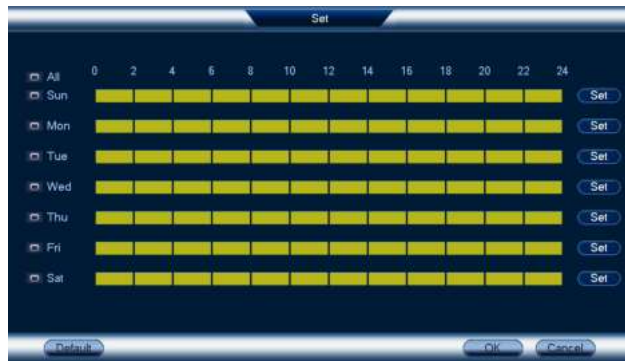 Set
All 0 2 4 6 8 10 12 14 16 18 20 22 24
Sun Set
Mon Set
Tue Set
Wed Set
Thu Set
Fri Set
Sat Set
Default OK Cancel